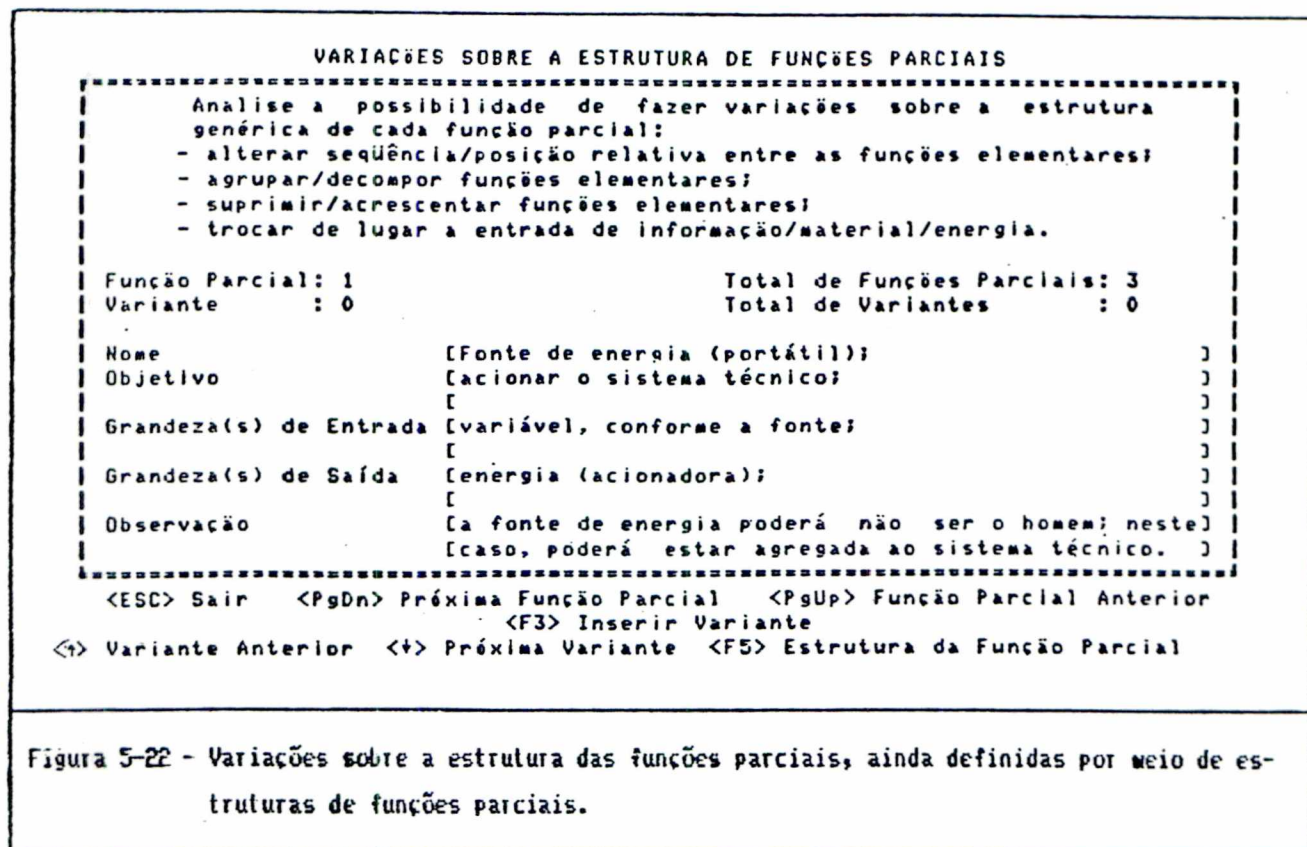 VARIAÇöES SOBRE A ESTRUTURA DE FUNÇöES PARCIAIS
Analise a possibilidade de fazer variações sobre a estrutura
genérica de cada função parcial:
- alterar seqüência/posição relativa entre as funções elementares;
- agrupar/decompor funções elementares;
- suprimir/acrescentar funções elementares;
- trocar de lugar a entrada de informação/material/energia.
Função Parcial: 1 Total de Funções Parciais: 3
Variante : 0 Total de Variantes : 0
Nome [Fonte de energia (portátil); ]
Objetivo [acionar o sistema técnico; ]
[ ]
Grandeza(s) de Entrada [variável, conforme a fonte; ]
[ ]
Grandeza(s) de Saída [energia (acionadora); ]
[ ]
Observação [a fonte de energia poderá não ser o homem; neste]
[caso, poderá estar agregada ao sistema técnico. ]
<ESC> Sair <PgDn> Próxima Função Parcial <PgUp> Função Parcial Anterior
<F3> Inserir Variante
<↑> Variante Anterior <↓> Próxima Variante <F5> Estrutura da Função Parcial
Figura 5-22 - Variações sobre a estrutura das funções parciais, ainda definidas por meio de es-
truturas de funções parciais.